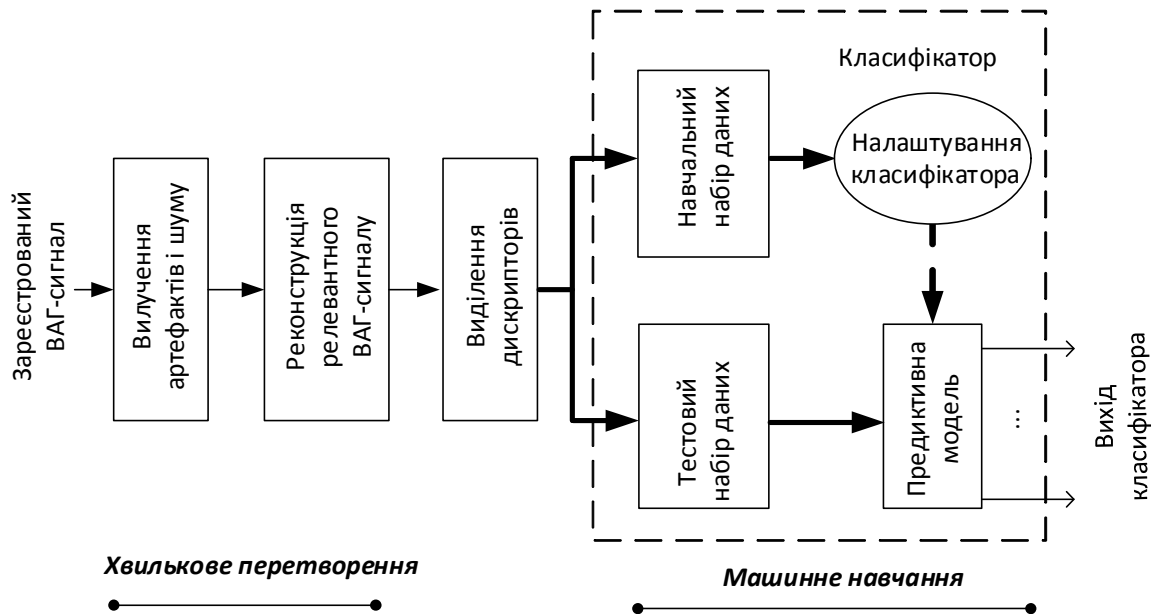 Зареєстрований
ВАГ-сигнал
Вилучення
артефактів і шуму
Реконструкція
релевантного
ВАГ-сигналу
Виділення
дискрипторів
Класифікатор
Навчальний
набір даних
Налаштування
класифікатора
Тестовий
набір даних
Предиктивна
модель
...
Вихід
класифікатора
Хвилькове перетворення
Машинне навчання